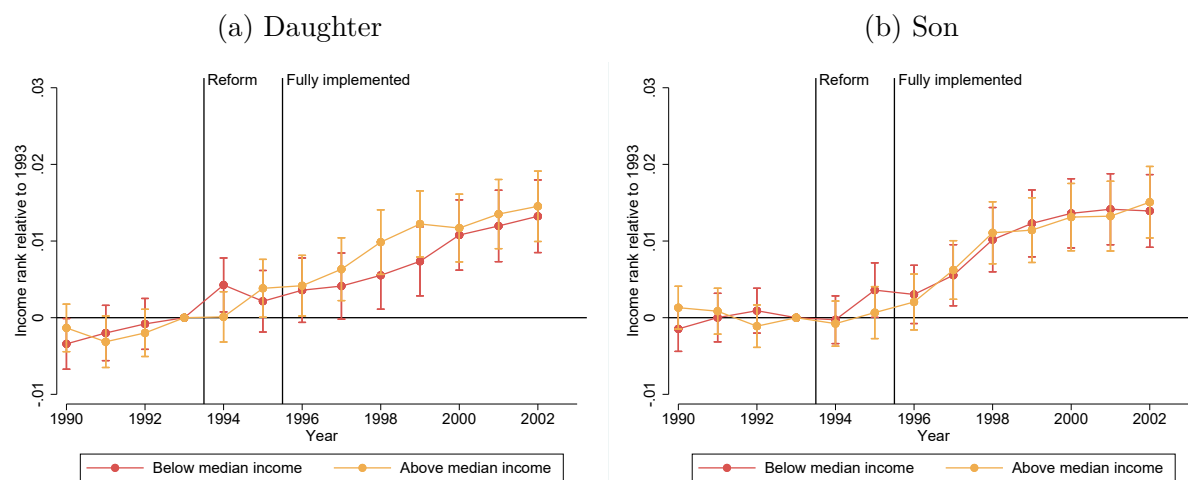 (a) Daughter
Reform
Fully implemented
Income rank relative to 1993
.03
.02
.01
0
-.01
1990
1992
1994
1996
1998
2000
2002
Year
Below median income
Above median income
(b) Son
Reform
Fully implemented
Income rank relative to 1993
.03
.02
.01
0
-.01
1990
1992
1994
1996
1998
2000
2002
Year
Below median income
Above median income